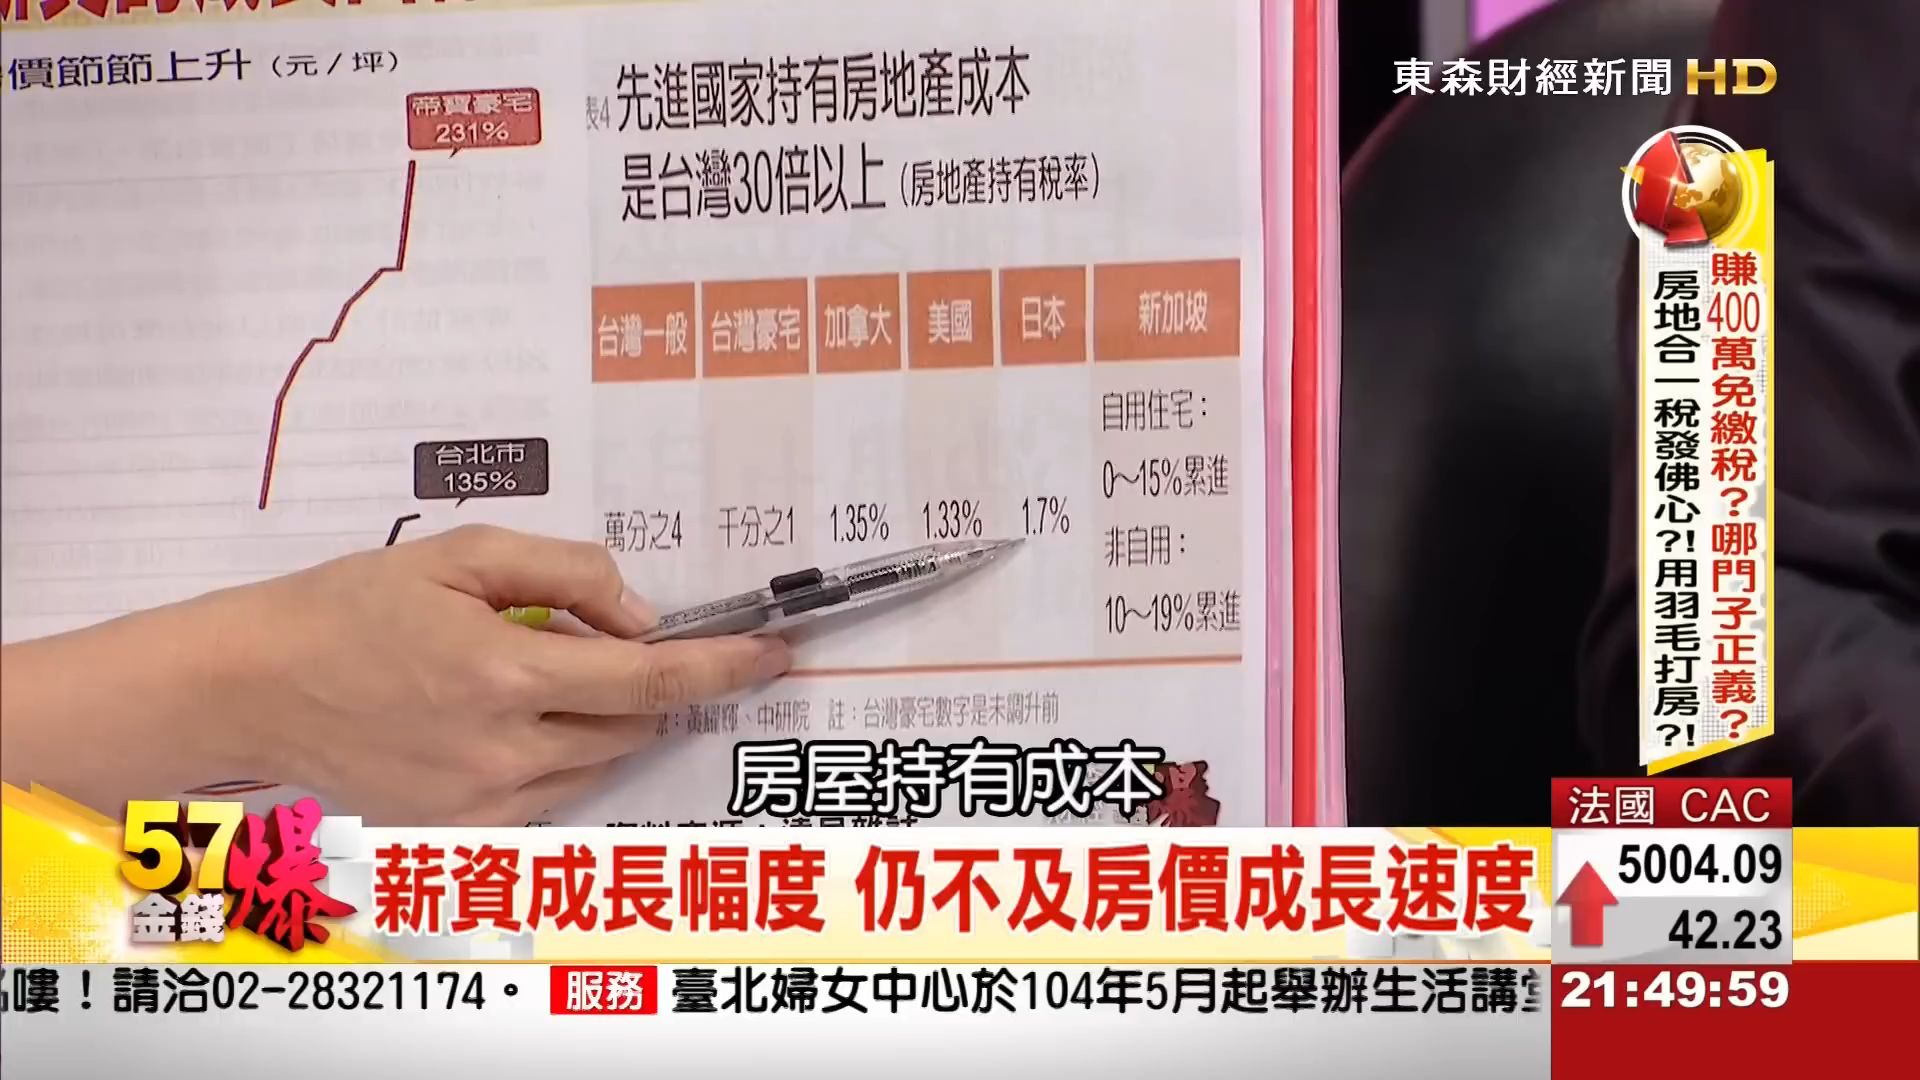 價節節上升（元／坪）
帝寶豪宅
231%
台北市
135%
表4 先進國家持有房地產成本
是台灣30倍以上（房地產持有稅率）
台灣一般 台灣豪宅 加拿大 美國 日本 新加坡
萬分之4 千分之1 1.35% 1.33% 1.7%
自用住宅：
0～15%累進
非自用：
10～19%累進
：黃耀輝、中研院 註：台灣豪宅數字是未調升前
東森財經新聞HD
賺400萬免繳稅？哪門子正義？
房地合一稅發佛心？!用羽毛打房？!
房屋持有成本
57
金錢爆
薪資成長幅度 仍不及房價成長速度
法國 CAC
5004.09
42.23
嘍！請洽02-28321174。 服務 臺北婦女中心於104年5月起舉辦生活講
21:49:59